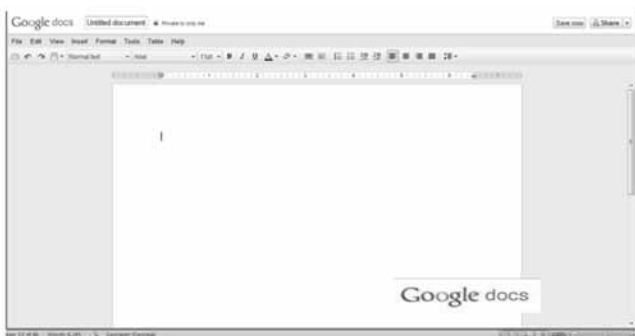 Google docs Untitled document Private to only me Save now Share
File Edit View Insert Format Tools Table Help
Normal text Arial 11pt B I U A
Google docs